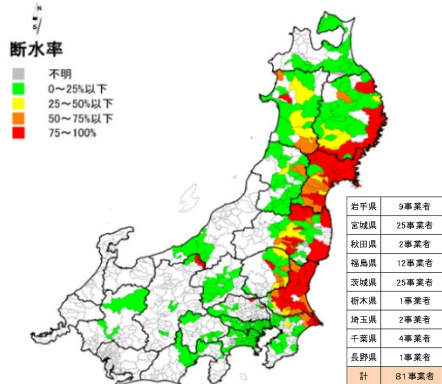 N
S
断水率
不明
0～25%以下
25～50%以下
50～75%以下
75～100%
岩手県 9事業者
宮城県 25事業者
秋田県 2事業者
福島県 12事業者
茨城県 25事業者
栃木県 1事業者
埼玉県 2事業者
千葉県 4事業者
長野県 1事業者
計 81事業者